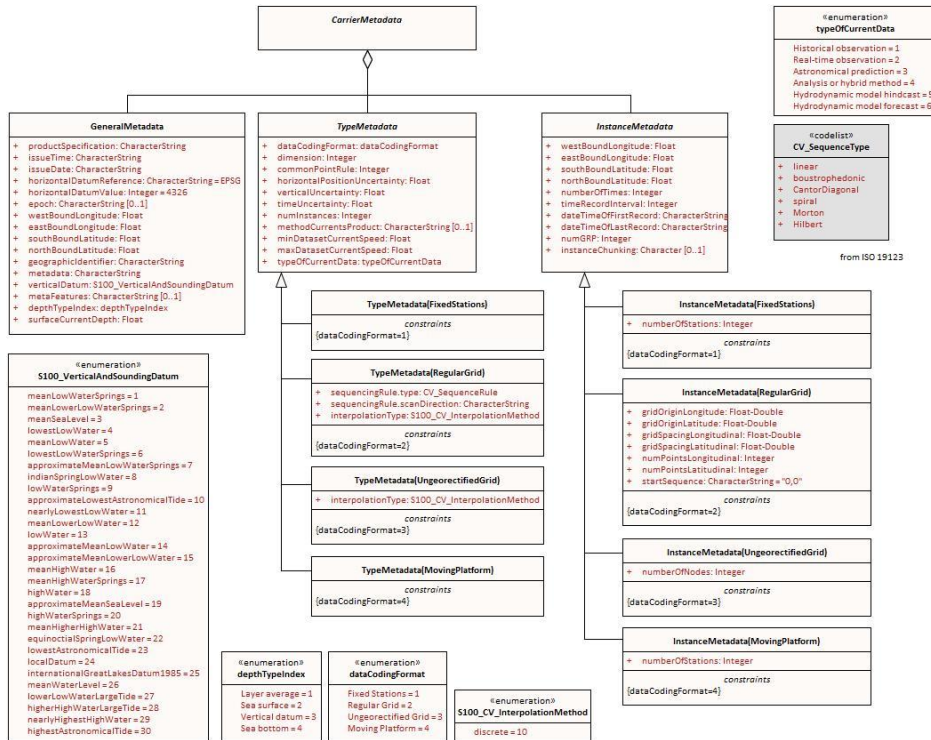 CarrierMetadata
«enumeration»
typeOfCurrentData
Historical observation = 1
Real-time observation = 2
Astronomical prediction = 3
Analysis or hybrid method = 4
Hydrodynamic model hindcast = 5
Hydrodynamic model forecast = 6
GeneralMetadata
+ productSpecification: CharacterString
+ issueTime: CharacterString
+ issueDate: CharacterString
+ horizontalDatumReference: CharacterString = EPSG
+ horizontalDatumValue: Integer = 4326
+ epoch: CharacterString [0..1]
+ westBoundLongitude: Float
+ eastBoundLongitude: Float
+ southBoundLatitude: Float
+ northBoundLatitude: Float
+ geographicIdentifier: CharacterString
+ metadata: CharacterString
+ verticalDatum: S100_VerticalAndSoundingDatum
+ metaFeatures: CharacterString [0..1]
+ depthTypeIndex: depthTypeIndex
+ surfaceCurrentDepth: Float
TypeMetadata
+ dataCodingFormat: dataCodingFormat
+ dimension: Integer
+ commonPointRule: Integer
+ horizontalPositionUncertainty: Float
+ verticalUncertainty: Float
+ timeUncertainty: Float
+ numInstances: Integer
+ methodCurrentsProduct: CharacterString [0..1]
+ minDatasetCurrentSpeed: Float
+ maxDatasetCurrentSpeed: Float
+ typeOfCurrentData: typeOfCurrentData
InstanceMetadata
+ westBoundLongitude: Float
+ eastBoundLongitude: Float
+ southBoundLatitude: Float
+ northBoundLatitude: Float
+ numberOfTimes: Integer
+ timeRecordInterval: Integer
+ dateTimeOfFirstRecord: CharacterString
+ dateTimeOfLastRecord: CharacterString
+ numGRP: Integer
+ instanceChunking: Character [0..1]
«codelist»
CV_SequenceType
+ linear
+ boustrophedonic
+ CantorDiagonal
+ spiral
+ Morton
+ Hilbert
from ISO 19123
TypeMetadata(FixedStations)
constraints
{dataCodingFormat=1}
TypeMetadata(RegularGrid)
+ sequencingRule.type: CV_SequenceRule
+ sequencingRule.scanDirection: CharacterString
+ interpolationType: S100_CV_InterpolationMethod
constraints
{dataCodingFormat=2}
TypeMetadata(UngeorectifiedGrid)
+ interpolationType: S100_CV_InterpolationMethod
constraints
{dataCodingFormat=3}
TypeMetadata(MovingPlatform)
constraints
{dataCodingFormat=4}
InstanceMetadata(FixedStations)
+ numberOfStations: Integer
constraints
{dataCodingFormat=1}
InstanceMetadata(RegularGrid)
+ gridOriginLongitude: Float-Double
+ gridOriginLatitude: Float-Double
+ gridSpacingLongitudinal: Float-Double
+ gridSpacingLatitudinal: Float-Double
+ numPointsLongitudinal: Integer
+ numPointsLatitudinal: Integer
+ startSequence: CharacterString = "0,0"
constraints
{dataCodingFormat=2}
InstanceMetadata(UngeorectifiedGrid)
+ numberOfNodes: Integer
constraints
{dataCodingFormat=3}
InstanceMetadata(MovingPlatform)
+ numberOfStations: Integer
constraints
{dataCodingFormat=4}
«enumeration»
S100_VerticalAndSoundingDatum
meanLowWaterSprings = 1
meanLowerLowWaterSprings = 2
meanSeaLevel = 3
lowestLowWater = 4
meanLowWater = 5
lowestLowWaterSprings = 6
approximateMeanLowWaterSprings = 7
indianSpringLowWater = 8
lowWaterSprings = 9
approximateLowestAstronomicalTide = 10
nearlyLowestLowWater = 11
meanLowerLowWater = 12
lowWater = 13
approximateMeanLowWater = 14
approximateMeanLowerLowWater = 15
meanHighWater = 16
meanHighWaterSprings = 17
highWater = 18
approximateMeanSeaLevel = 19
highWaterSprings = 20
meanHigherHighWater = 21
equinoctialSpringLowWater = 22
lowestAstronomicalTide = 23
localDatum = 24
internationalGreatLakesDatum1985 = 25
meanWaterLevel = 26
lowerLowWaterLargeTide = 27
higherHighWaterLargeTide = 28
nearlyHighestHighWater = 29
highestAstronomicalTide = 30
«enumeration»
depthTypeIndex
Layer average = 1
Sea surface = 2
Vertical datum = 3
Sea bottom = 4
«enumeration»
dataCodingFormat
Fixed Stations = 1
Regular Grid = 2
Ungeorectified Grid = 3
Moving Platform = 4
«enumeration»
S100_CV_InterpolationMethod
discrete = 10